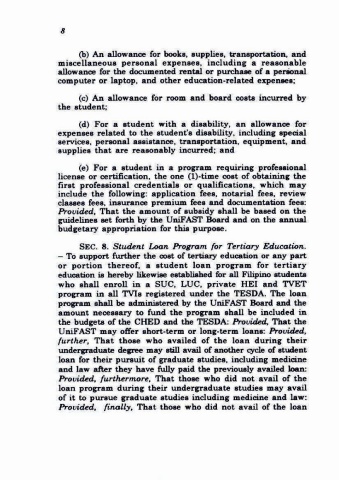 8
(b) An allowance for books, supplies, transportation, and
miscellaneous personal expenses, including a reasonable
allowance for the documented rental or purchase of a personal
computer or laptop, and other education-related expenses;
(c) An allowance for room and board costs incurred by
the student;
(d) For a student with a disability, an allowance for
expenses related to the student's disability, including special
services, personal assistance, transportation, equipment, and
supplies that are reasonably incurred; and
(e) For a student in a program requiring professional
license or certification, the one (1)-time cost of obtaining the
first professional credentials or qualifications, which may
include the following: application fees, notarial fees, review
classes fees, insurance premium fees and documentation fees:
Provided, That the amount of subsidy shall be based on the
guidelines set forth by the UniFAST Board and on the annual
budgetary appropriation for this purpose.
SEC. 8. Student Loan Program for Tertiary Education.
– To support further the cost of tertiary education or any part
or portion thereof, a student loan program for tertiary
education is hereby likewise established for all Filipino students
who shall enroll in a SUC, LUC, private HEI and TVET
program in all TVIs registered under the TESDA. The loan
program shall be administered by the UniFAST Board and the
amount necessary to fund the program shall be included in
the budgets of the CHED and the TESDA: Provided, That the
UniFAST may offer short-term or long-term loans: Provided,
further, That those who availed of the loan during their
undergraduate degree may still avail of another cycle of student
loan for their pursuit of graduate studies, including medicine
and law after they have fully paid the previously availed loan:
Provided, furthermore, That those who did not avail of the
loan program during their undergraduate studies may avail
of it to pursue graduate studies including medicine and law:
Provided, finally, That those who did not avail of the loan